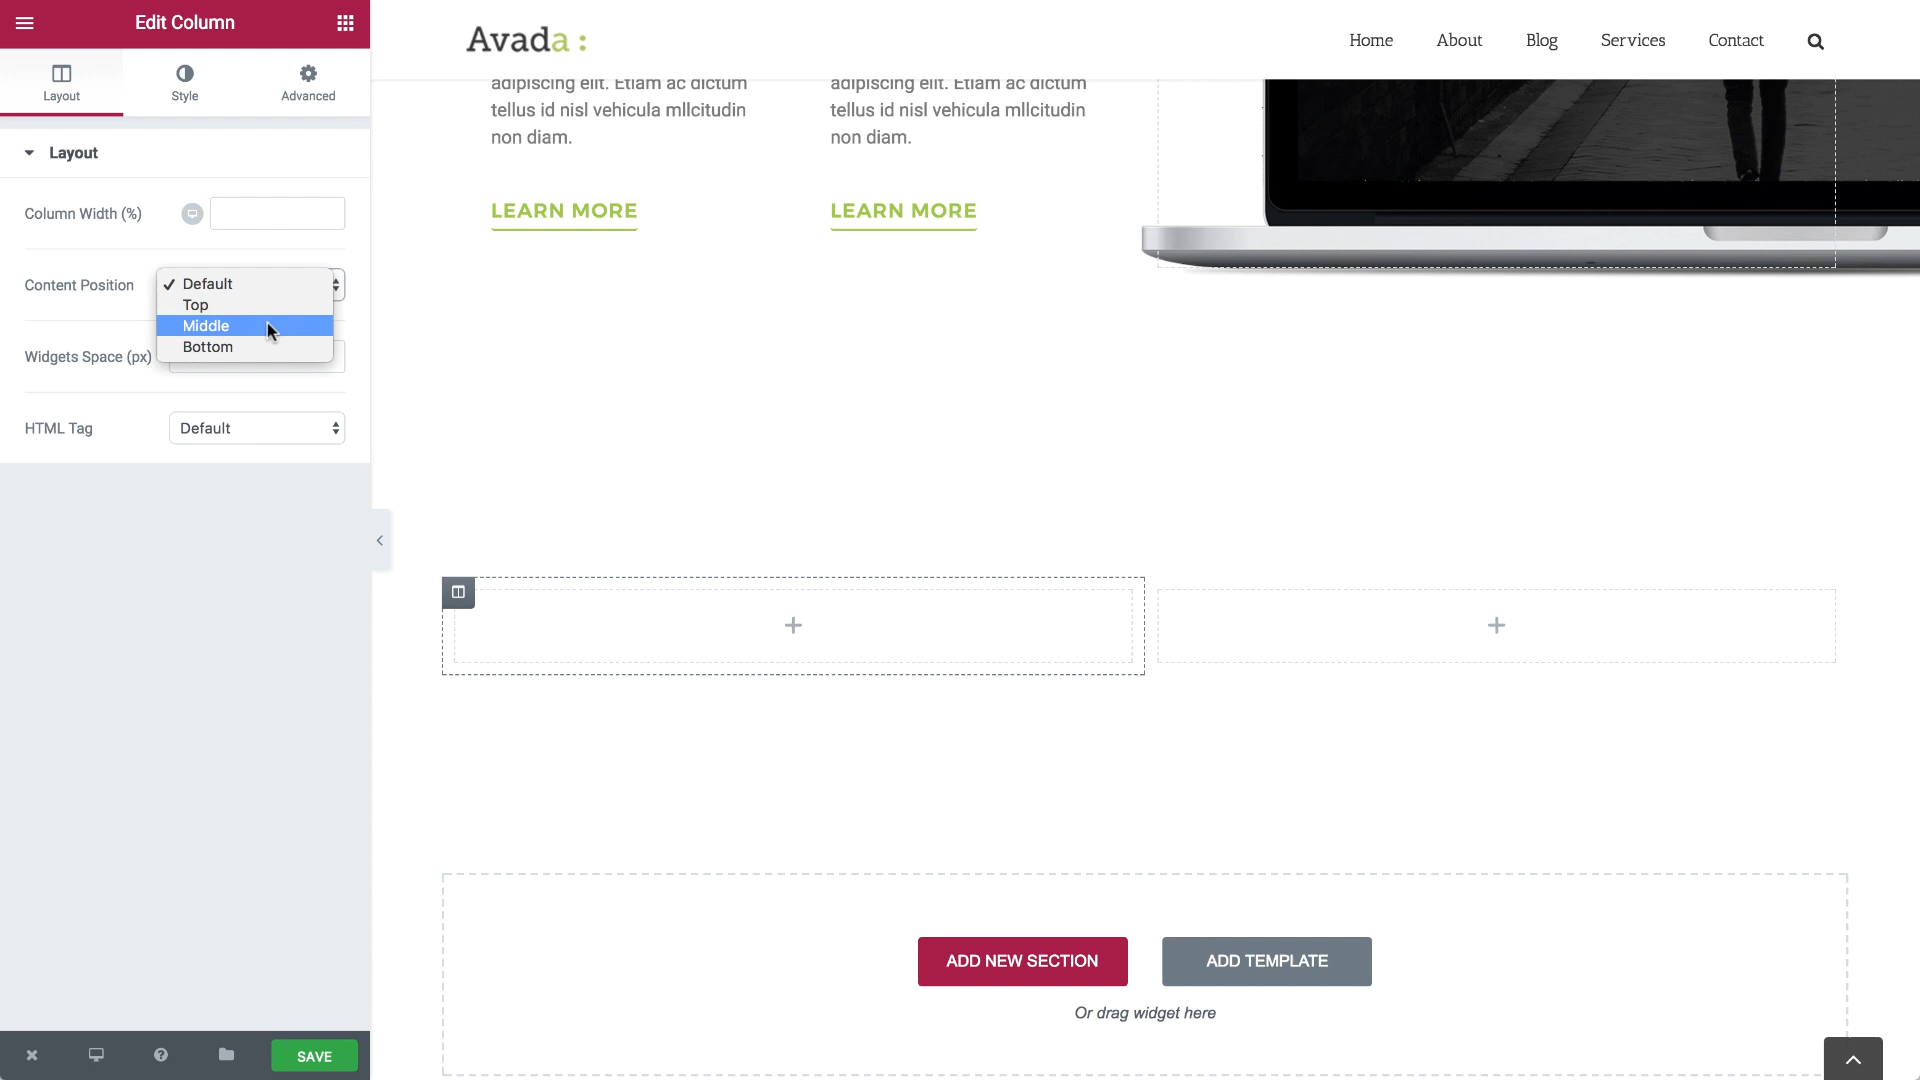 Edit Column
Layout
Style
Advanced
Layout
Column Width (%)
Content Position
✓ Default
Top
Middle
Bottom
Widgets Space (px)
HTML Tag
Default
SAVE
Avada :
Home
About
Blog
Services
Contact
adipiscing elit. Etiam ac dictum
tellus id nisl vehicula mllcitudin
non diam.
LEARN MORE
adipiscing elit. Etiam ac dictum
tellus id nisl vehicula mllcitudin
non diam.
LEARN MORE
ADD NEW SECTION
ADD TEMPLATE
Or drag widget here